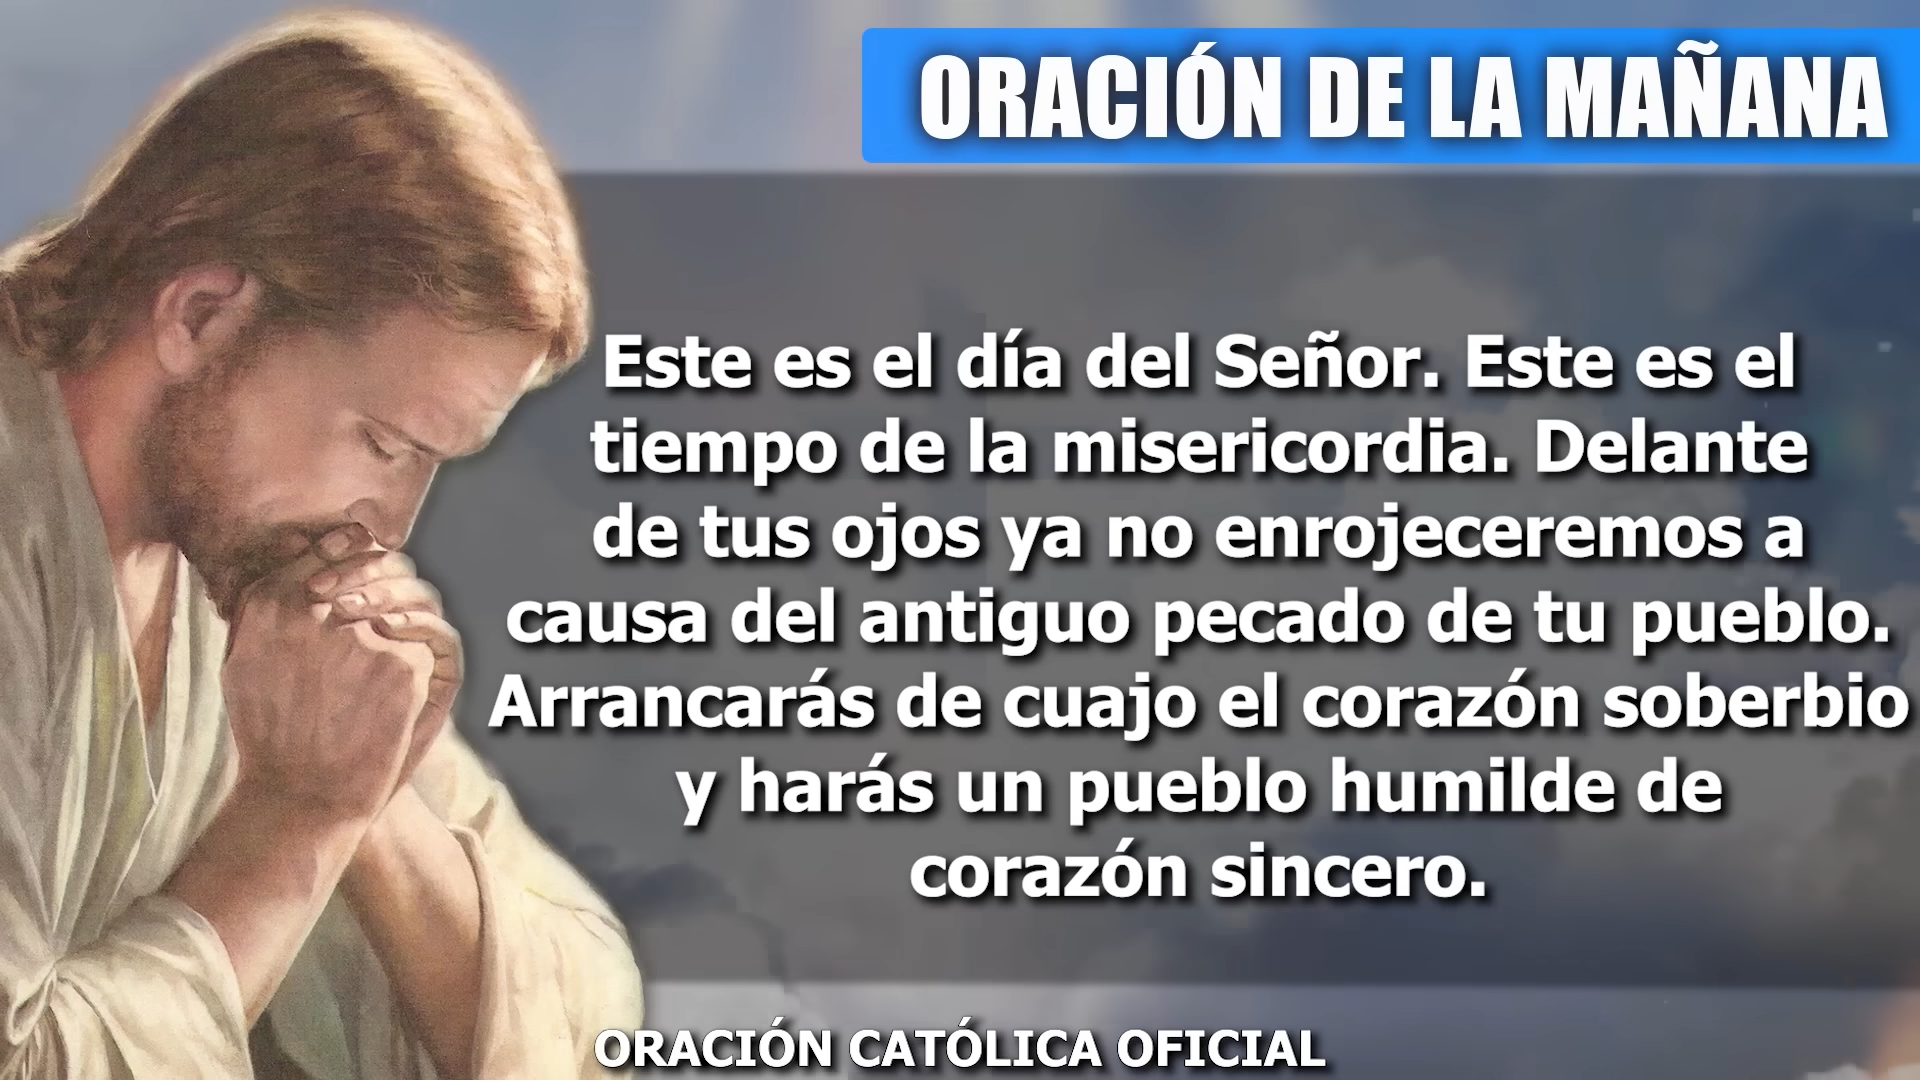 ORACIÓN DE LA MAÑANA
Este es el día del Señor. Este es el
tiempo de la misericordia. Delante
de tus ojos ya no enrojeceremos a
causa del antiguo pecado de tu pueblo.
Arrancarás de cuajo el corazón soberbio
y harás un pueblo humilde de
corazón sincero.
ORACIÓN CATÓLICA OFICIAL